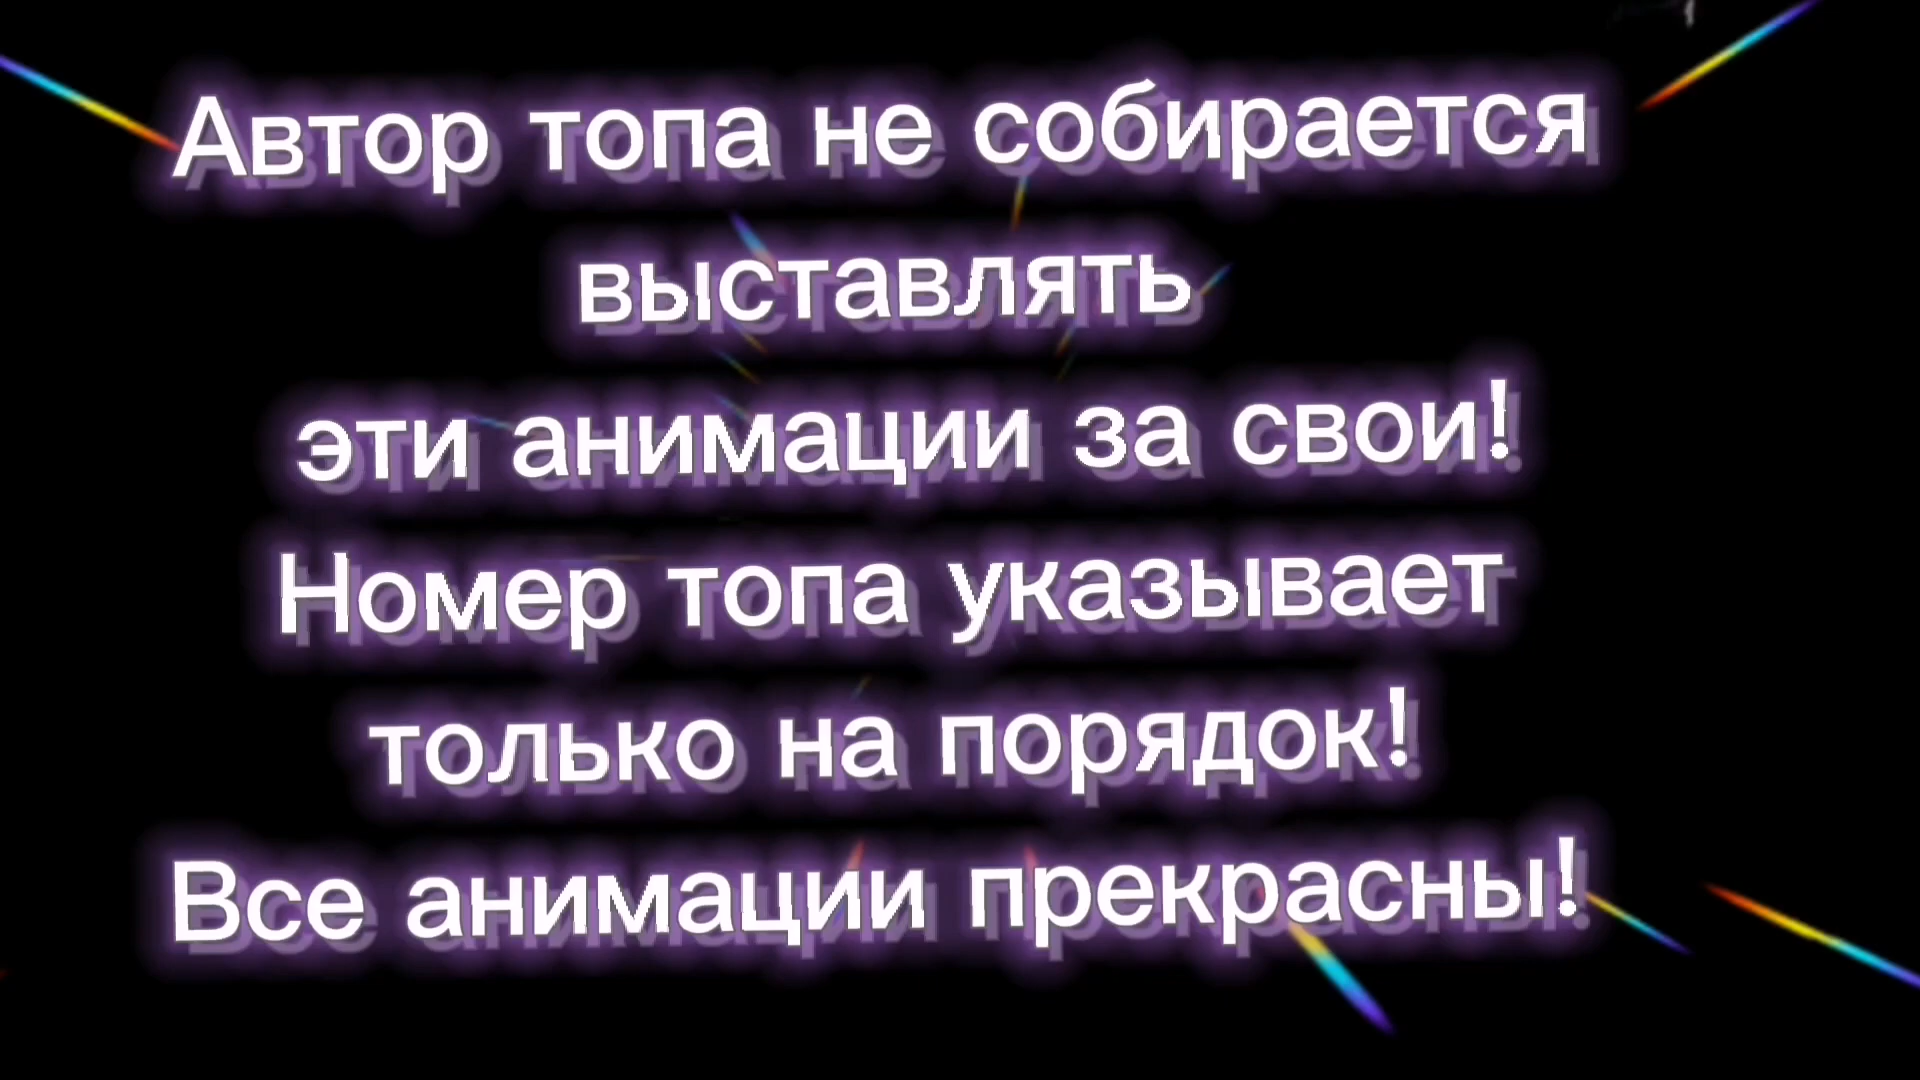 Автор топа не собирается
выставлять
эти анимации за свои!
Номер топа указывает
только на порядок!
Все анимации прекрасны!